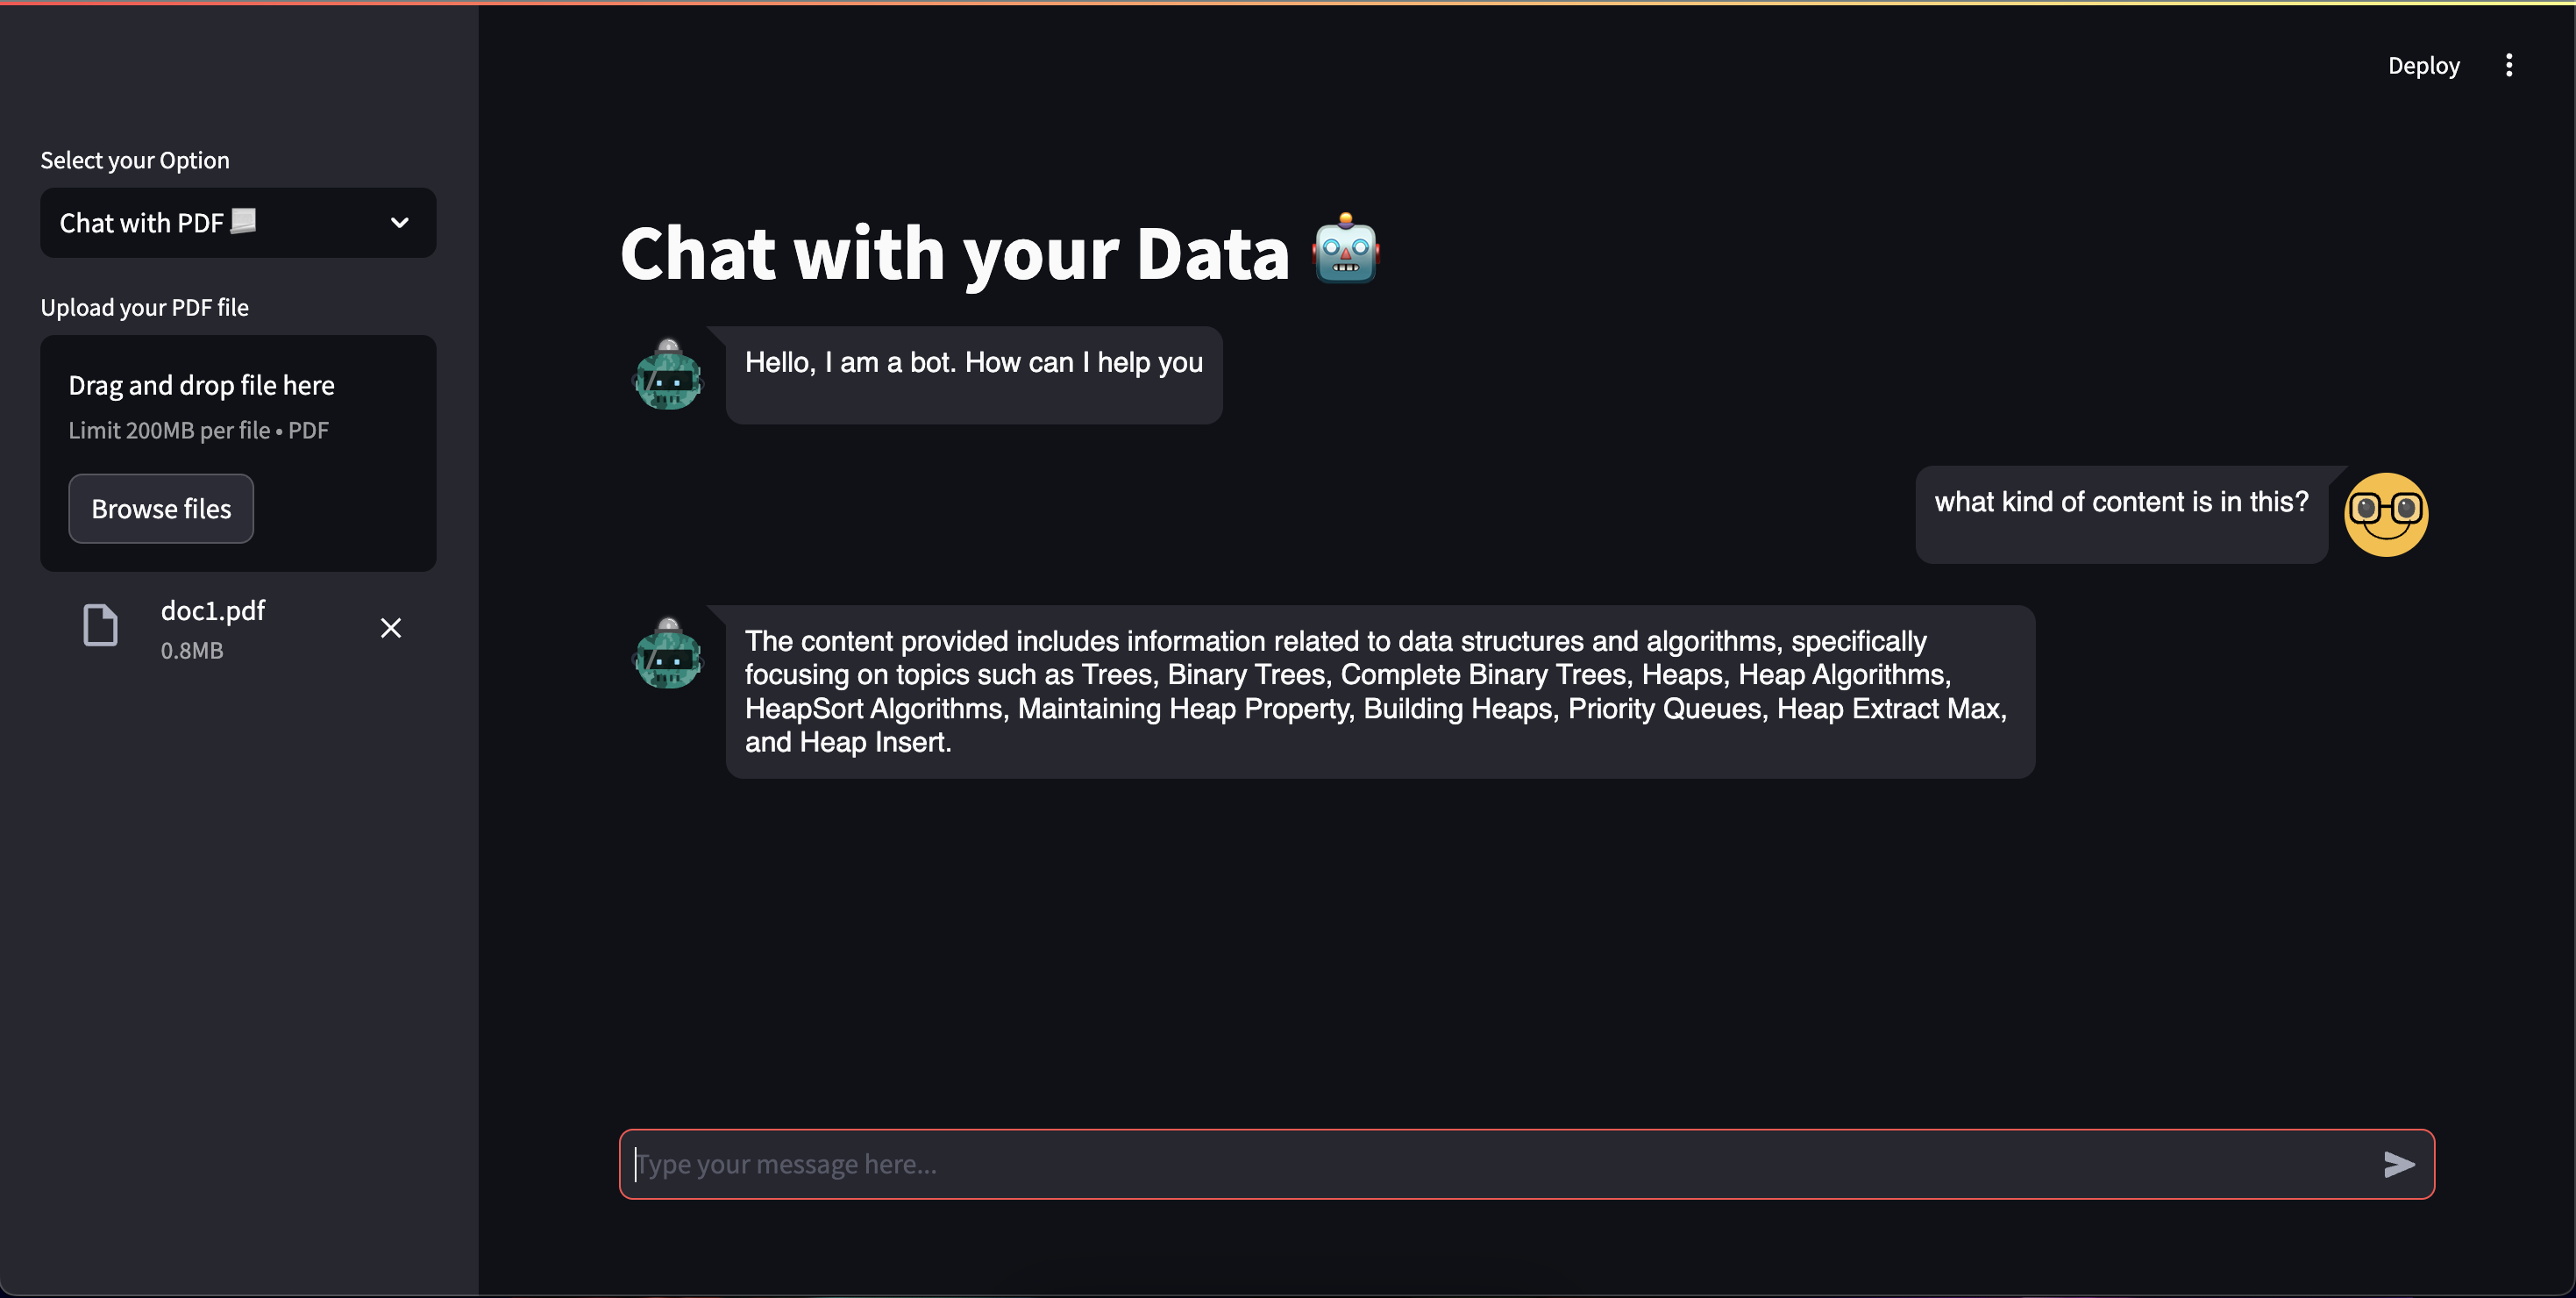 Deploy
Select your Option
Chat with PDF
Upload your PDF file
Drag and drop file here
Limit 200MB per file • PDF
Browse files
doc1.pdf
0.8MB
Chat with your Data
Hello, I am a bot. How can I help you
what kind of content is in this?
The content provided includes information related to data structures and algorithms, specifically
focusing on topics such as Trees, Binary Trees, Complete Binary Trees, Heaps, Heap Algorithms,
HeapSort Algorithms, Maintaining Heap Property, Building Heaps, Priority Queues, Heap Extract Max,
and Heap Insert.
Type your message here...